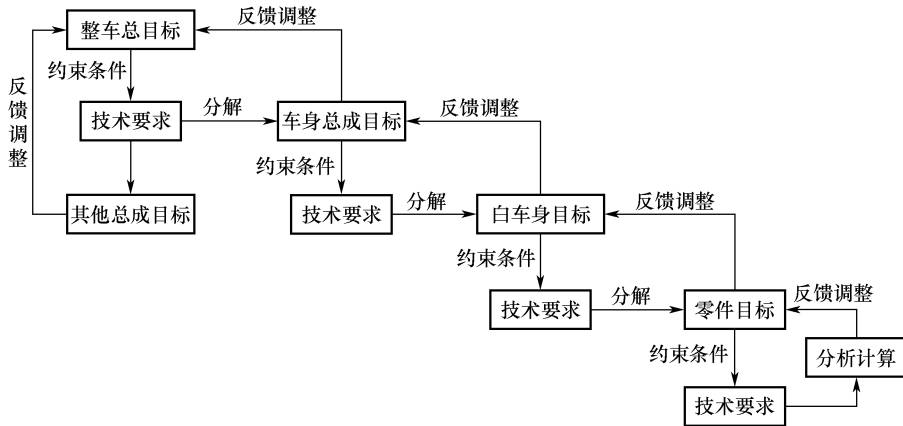 反馈调整
整车总目标
约束条件
反馈调整
技术要求
分解
车身总成目标
反馈调整
约束条件
其他总成目标
技术要求
分解
白车身目标
反馈调整
约束条件
技术要求
分解
零件目标
反馈调整
约束条件
分析计算
技术要求